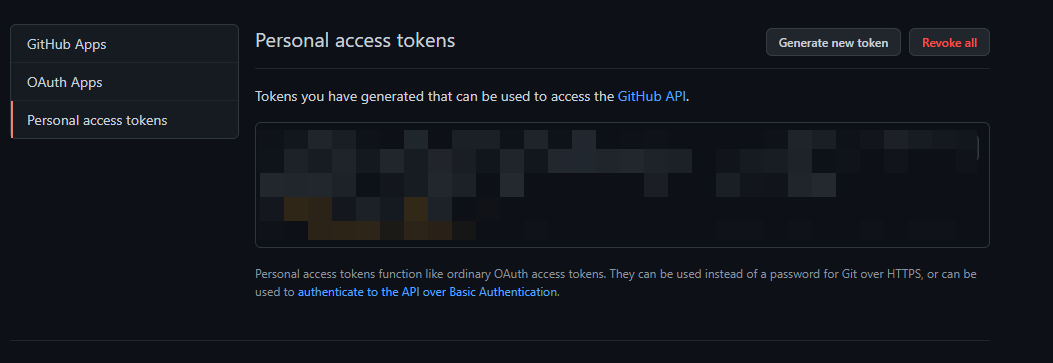 GitHub Apps
OAuth Apps
Personal access tokens
Personal access tokens
Generate new token
Revoke all
Tokens you have generated that can be used to access the GitHub API.
Personal access tokens function like ordinary OAuth access tokens. They can be used instead of a password for Git over HTTPS, or can be
used to authenticate to the API over Basic Authentication.